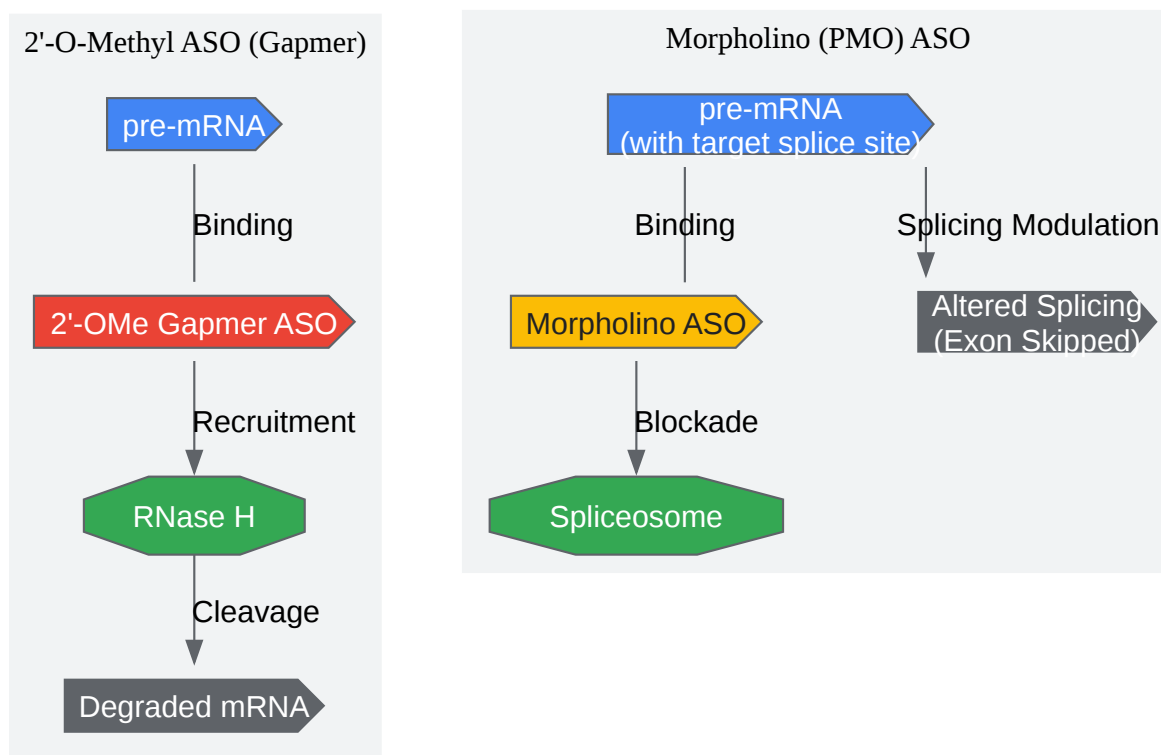 2'-O-Methyl ASO (Gapmer)
pre-mRNA
Binding
2'-OMe Gapmer ASO
Recruitment
RNase H
Cleavage
Degraded mRNA
Morpholino (PMO) ASO
pre-mRNA
(with target splice site)
Binding
Splicing Modulation
Morpholino ASO
Altered Splicing
(Exon Skipped)
Blockade
Spliceosome